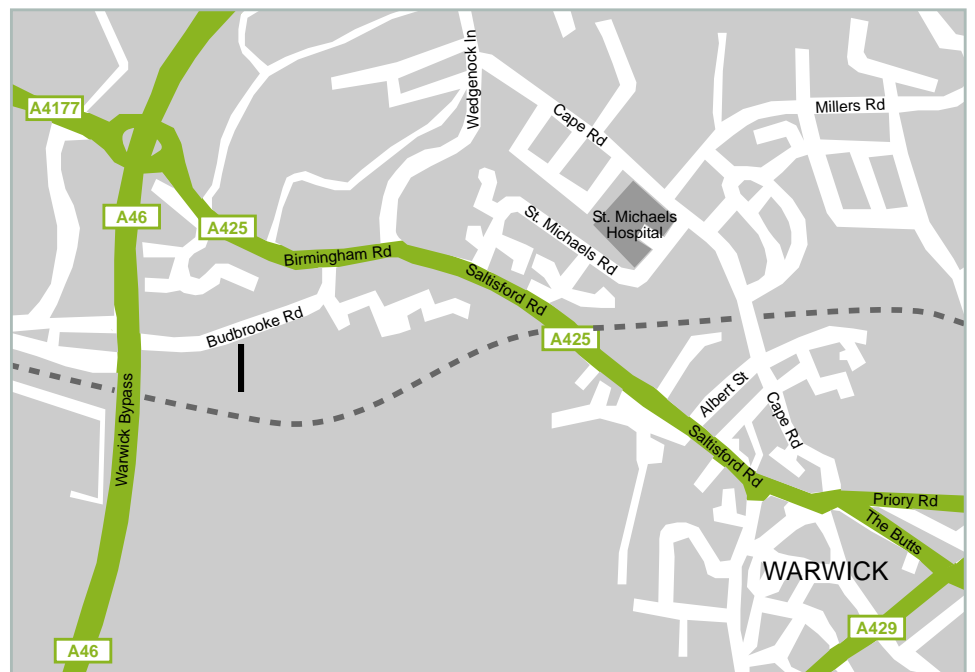 A4177
Wedgenock In
Cape Rd
Millers Rd
A46
A425
St. Michaels
Hospital
St. Michaels Rd
Birmingham Rd
Saltisford Rd
Budbrooke Rd
A425
Albert St
Cape Rd
Warwick Bypass
Saltisford Rd
Priory Rd
The Butts
WARWICK
A429
A46